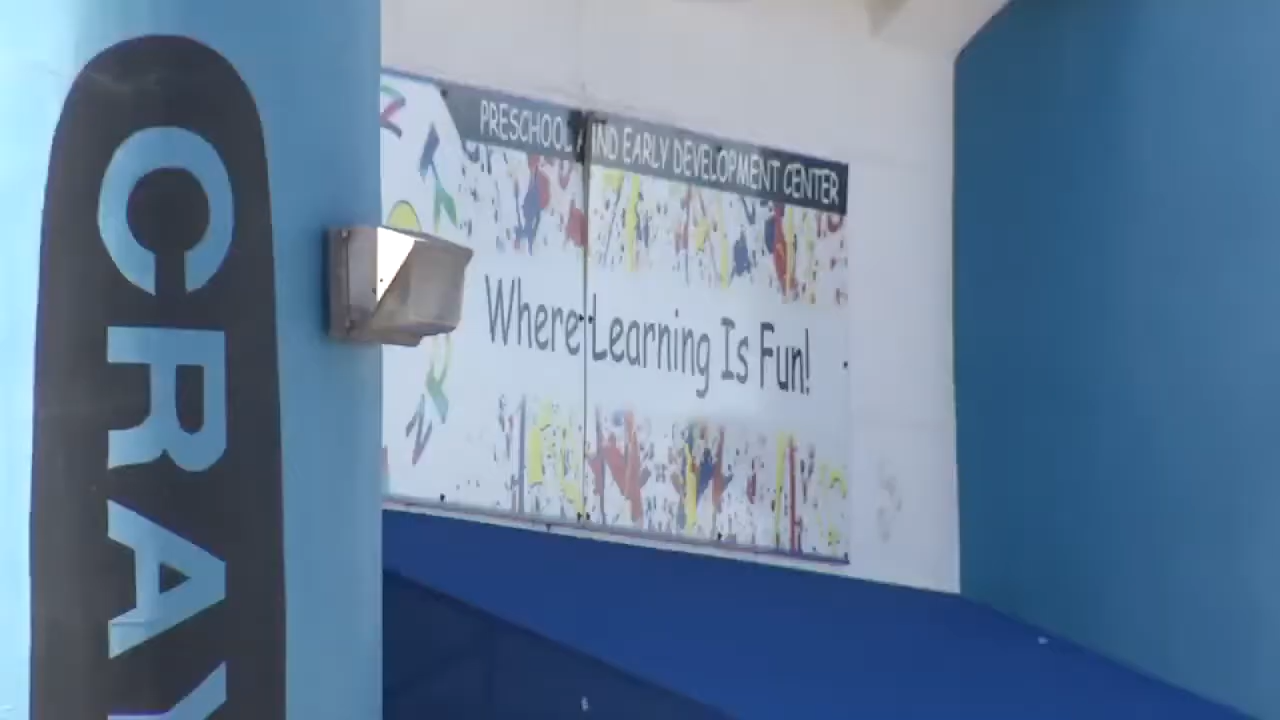 CRAY
PRESCHOOL AND EARLY DEVELOPMENT CENTER
Where Learning Is Fun!